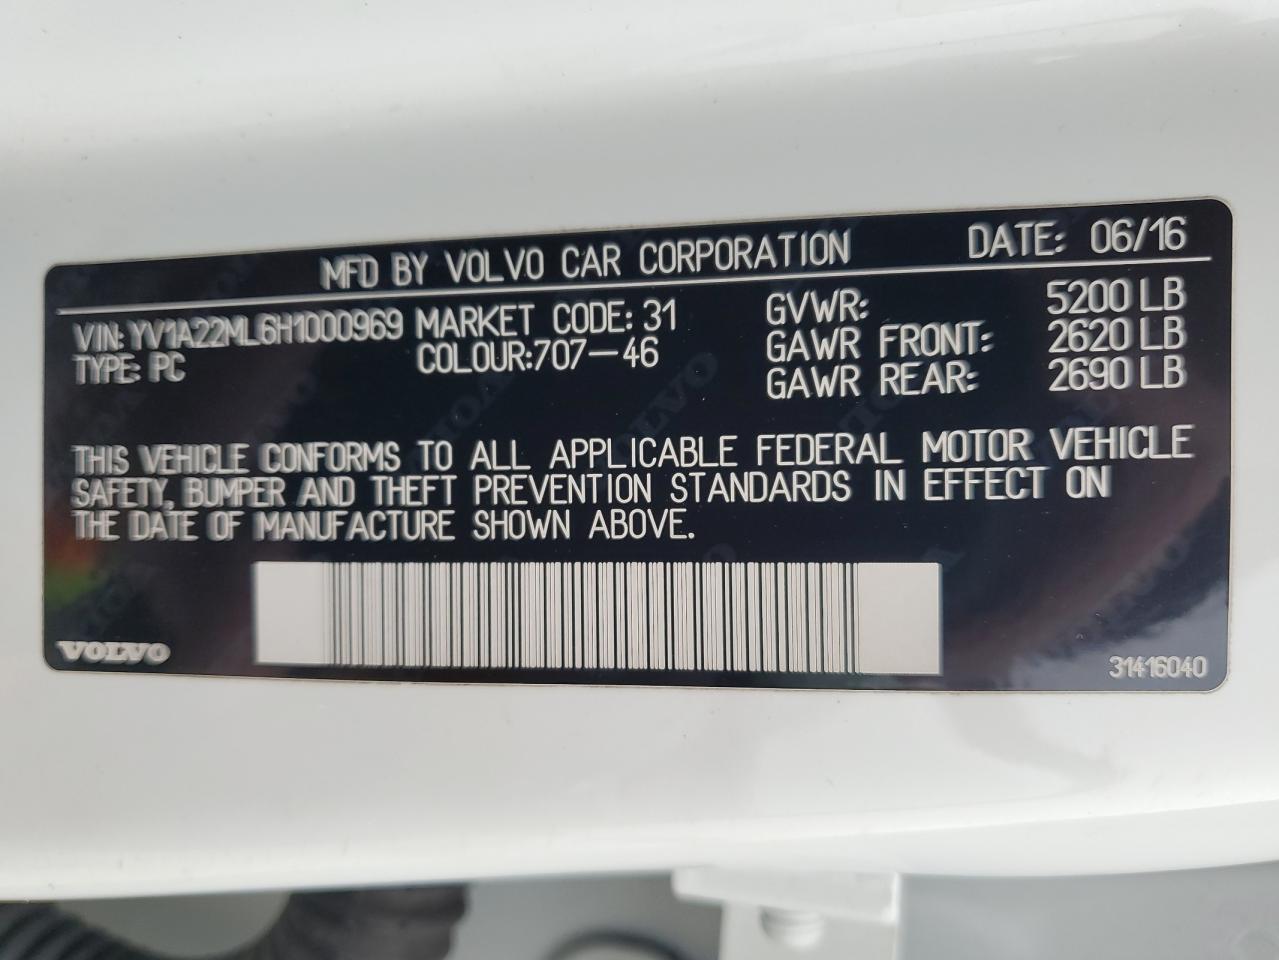 MFD BY VOLVO CAR CORPORATION DATE: 06/16
VIN: YV1A22ML6H1000969 MARKET CODE: 31 GVWR: 5200 LB
TYPE: PC COLOUR:707-46 GAWR FRONT: 2620 LB
GAWR REAR: 2690 LB
THIS VEHICLE CONFORMS TO ALL APPLICABLE FEDERAL MOTOR VEHICLE
SAFETY, BUMPER AND THEFT PREVENTION STANDARDS IN EFFECT ON
THE DATE OF MANUFACTURE SHOWN ABOVE.
VOLVO
31416040